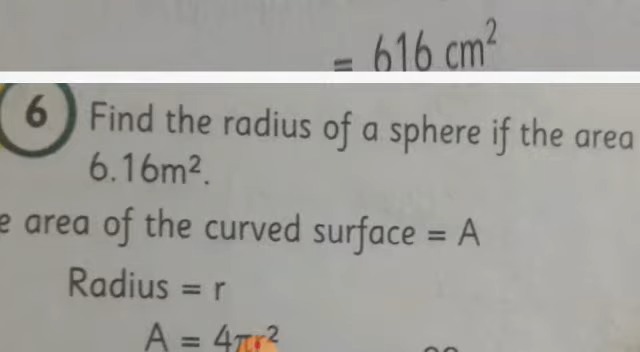 = 616 cm²
6 Find the radius of a sphere if the area
6.16m².
e area of the curved surface = A
Radius = r
A = 4πr²